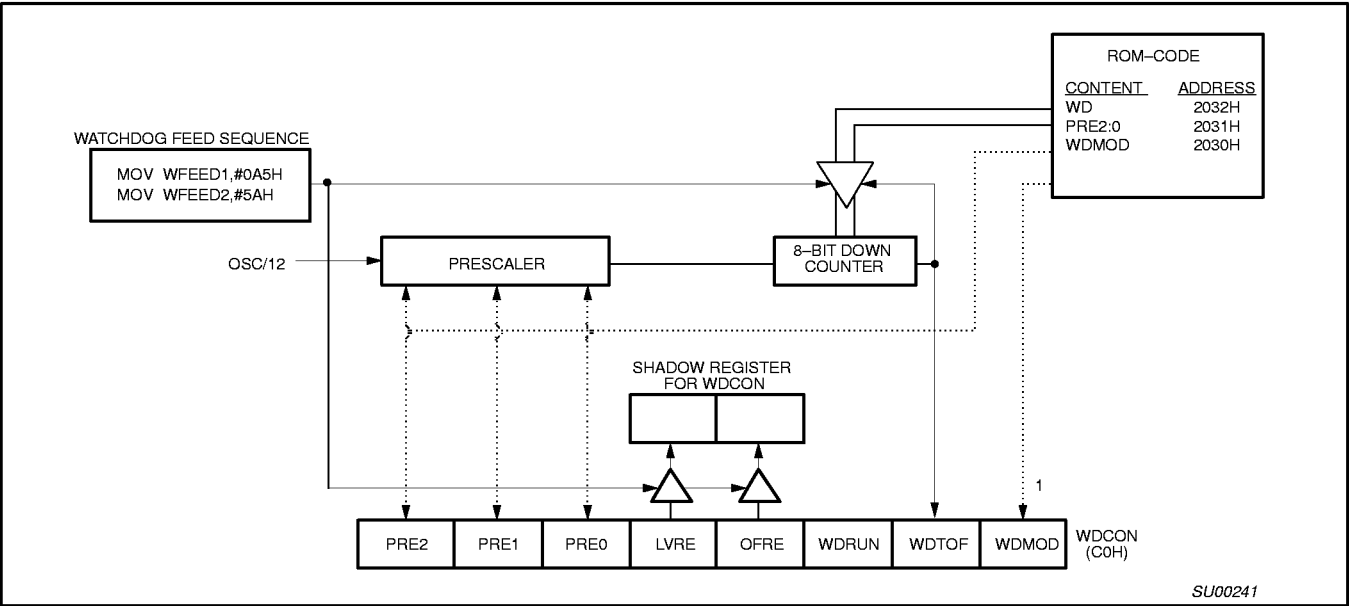 ROM–CODE
CONTENT ADDRESS
WD 2032H
PRE2:0 2031H
WDMOD 2030H
WATCHDOG FEED SEQUENCE
MOV WFEED1,#0A5H
MOV WFEED2,#5AH
OSC/12
PRESCALER
8–BIT DOWN
COUNTER
SHADOW REGISTER
FOR WDCON
1
PRE2 PRE1 PRE0 LVRE OFRE WDRUN WDTOF WDMOD
WDCON
(C0H)
SU00241